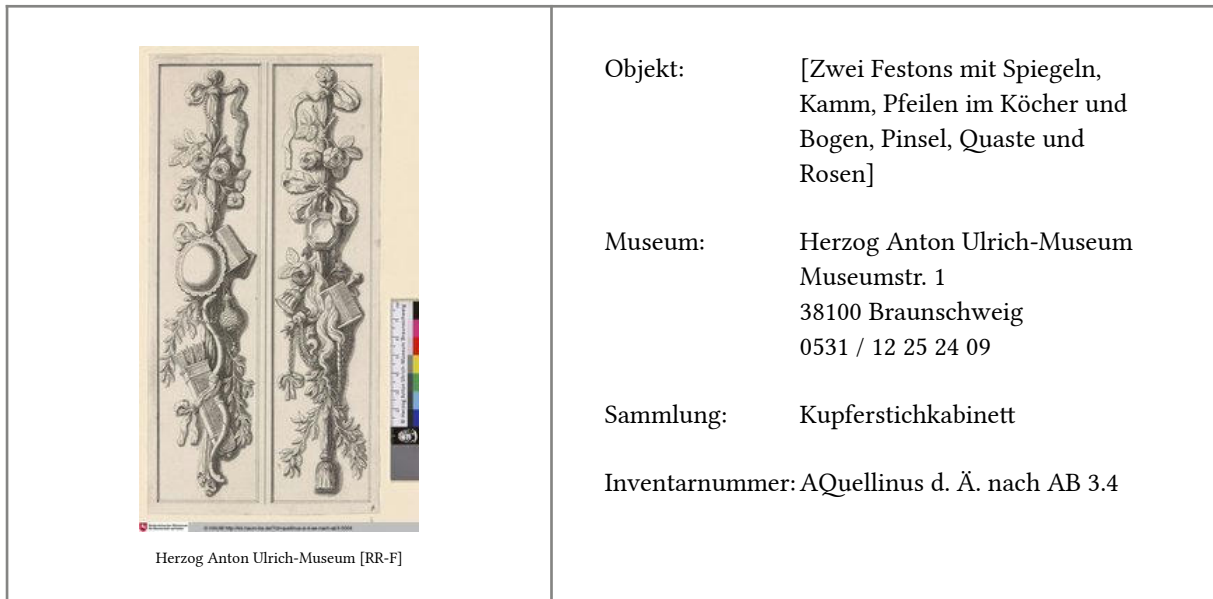 Herzog Anton Ulrich-Museum [RR-F]
Objekt:
[Zwei Festons mit Spiegeln,
Kamm, Pfeilen im Köcher und
Bogen, Pinsel, Quaste und
Rosen]
Museum:
Herzog Anton Ulrich-Museum
Museumstr. 1
38100 Braunschweig
0531 / 12 25 24 09
Sammlung:
Kupferstichkabinett
Inventarnummer: AQuellinus d. Ä. nach AB 3.4